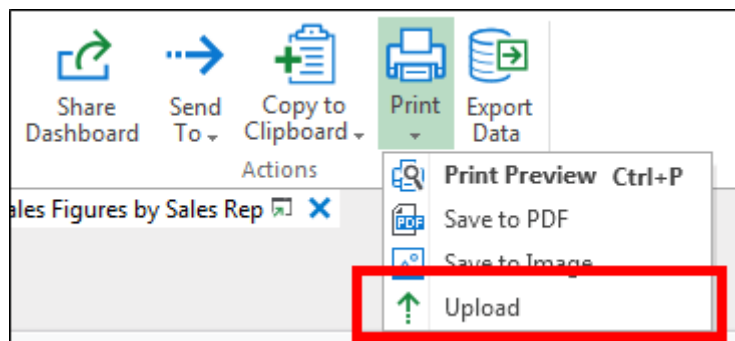 Share
Dashboard
Send
To
Copy to
Clipboard
Print
Export
Data
Actions
Print Preview Ctrl+P
ales Figures by Sales Rep
PDF
Save to PDF
Save to Image
Upload